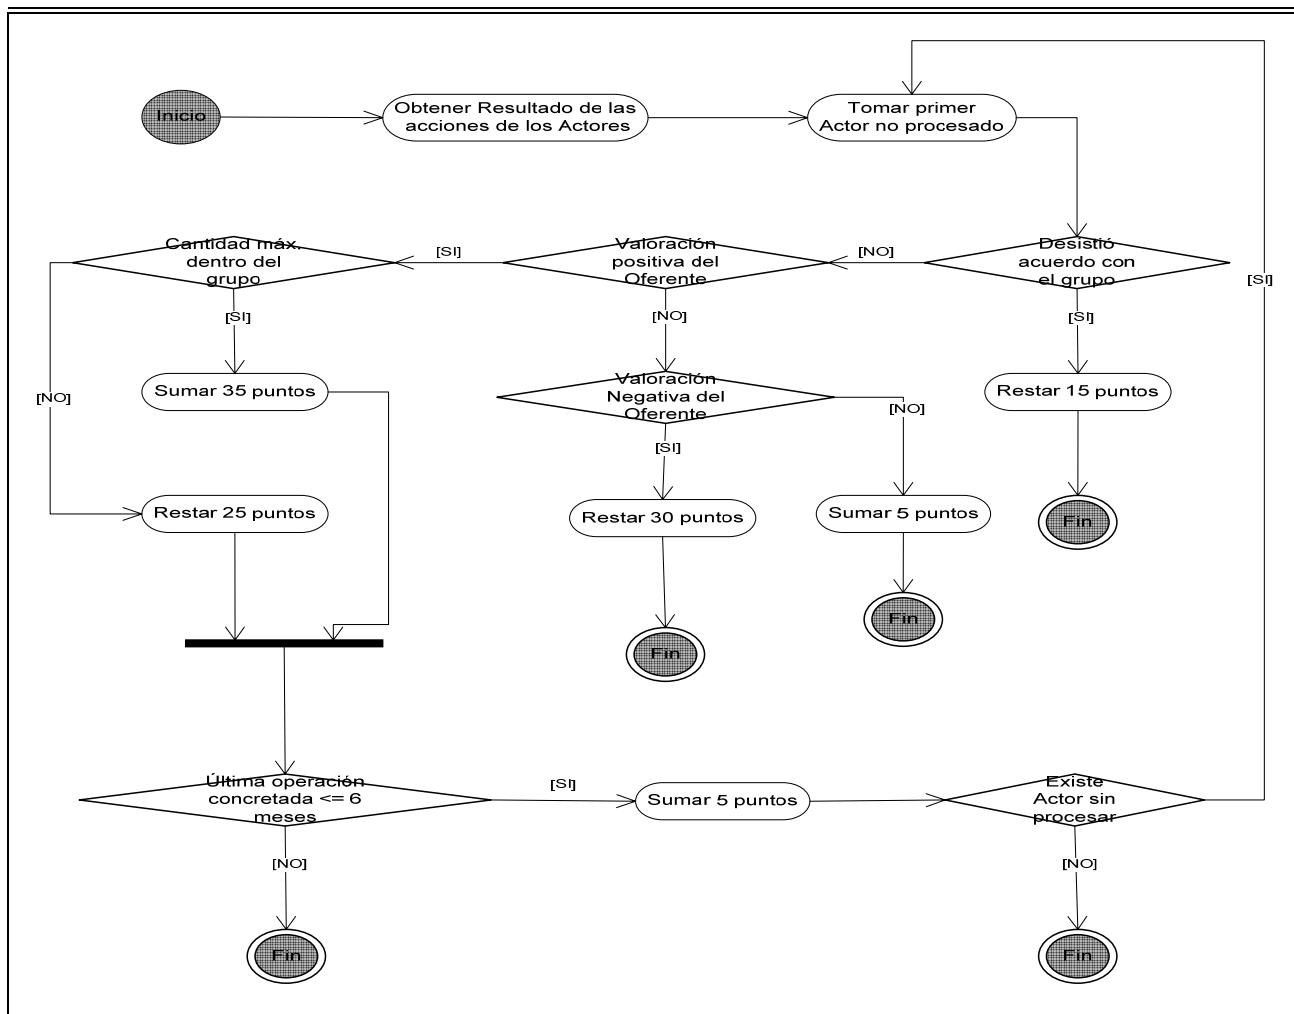 Inicio
Obtener Resultado de las
acciones de los Actores
Tomar primer
Actor no procesado
Cantidad máx.
dentro del
grupo
[SI]
Valoración
positiva del
Oferente
[NO]
Desistió
acuerdo con
el grupo
[SI]
[SI]
[NO]
[SI]
[NO]
Sumar 35 puntos
Valoración
Negativa del
Oferente
[NO]
Restar 15 puntos
[SI]
Restar 25 puntos
Restar 30 puntos
Sumar 5 puntos
Fin
Fin
Fin
Última operación
concretada <= 6
meses
[SI]
Sumar 5 puntos
Existe
Actor sin
procesar
[NO]
[NO]
Fin
Fin